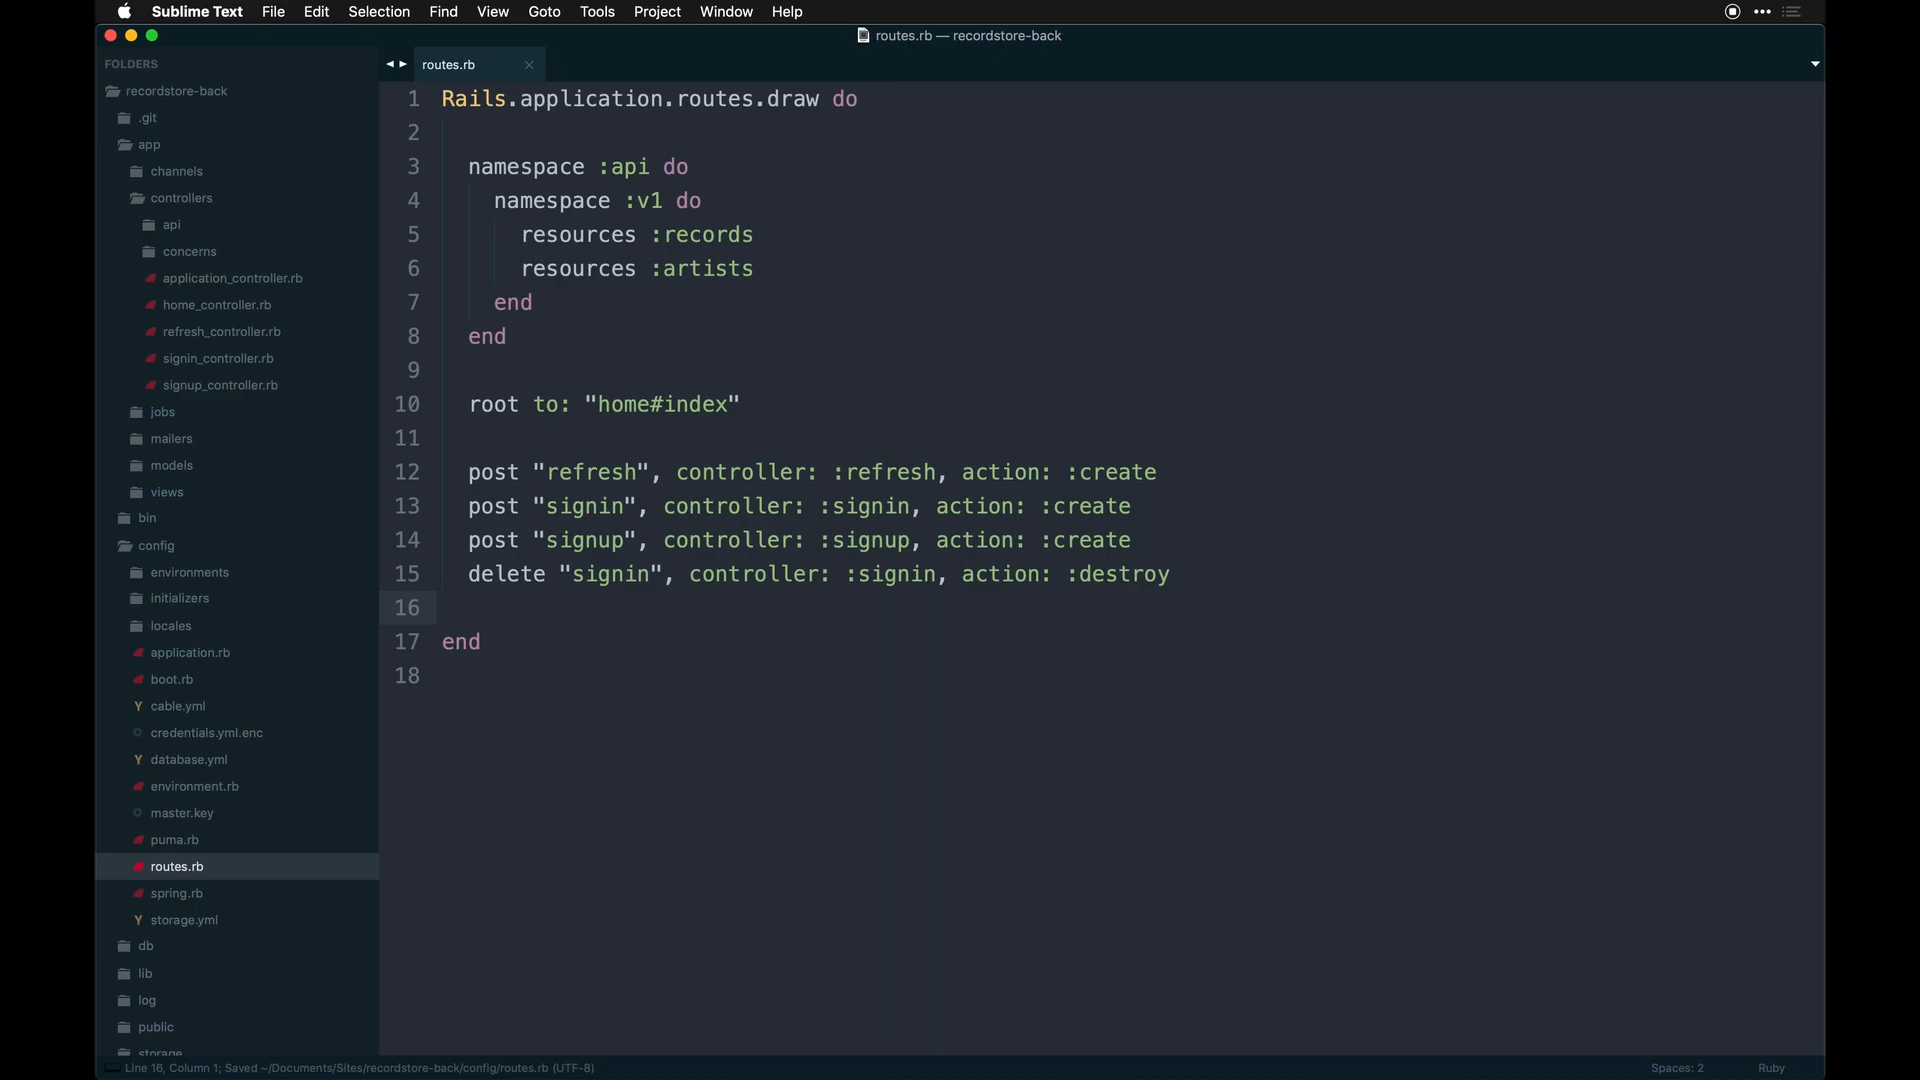 Sublime Text File Edit Selection Find View Goto Tools Project Window Help
routes.rb — recordstore-back
FOLDERS
recordstore-back
.git
app
channels
controllers
api
concerns
application_controller.rb
home_controller.rb
refresh_controller.rb
signin_controller.rb
signup_controller.rb
jobs
mailers
models
views
bin
config
environments
initializers
locales
application.rb
boot.rb
cable.yml
credentials.yml.enc
database.yml
environment.rb
master.key
puma.rb
routes.rb
spring.rb
storage.yml
db
lib
log
public
storage
routes.rb
1 Rails.application.routes.draw do
2
3 namespace :api do
4 namespace :v1 do
5 resources :records
6 resources :artists
7 end
8 end
9
10 root to: "home#index"
11
12 post "refresh", controller: :refresh, action: :create
13 post "signin", controller: :signin, action: :create
14 post "signup", controller: :signup, action: :create
15 delete "signin", controller: :signin, action: :destroy
16
17 end
18
Line 16, Column 1; Saved ~/Documents/Sites/recordstore-back/config/routes.rb (UTF-8)
Spaces: 2 Ruby